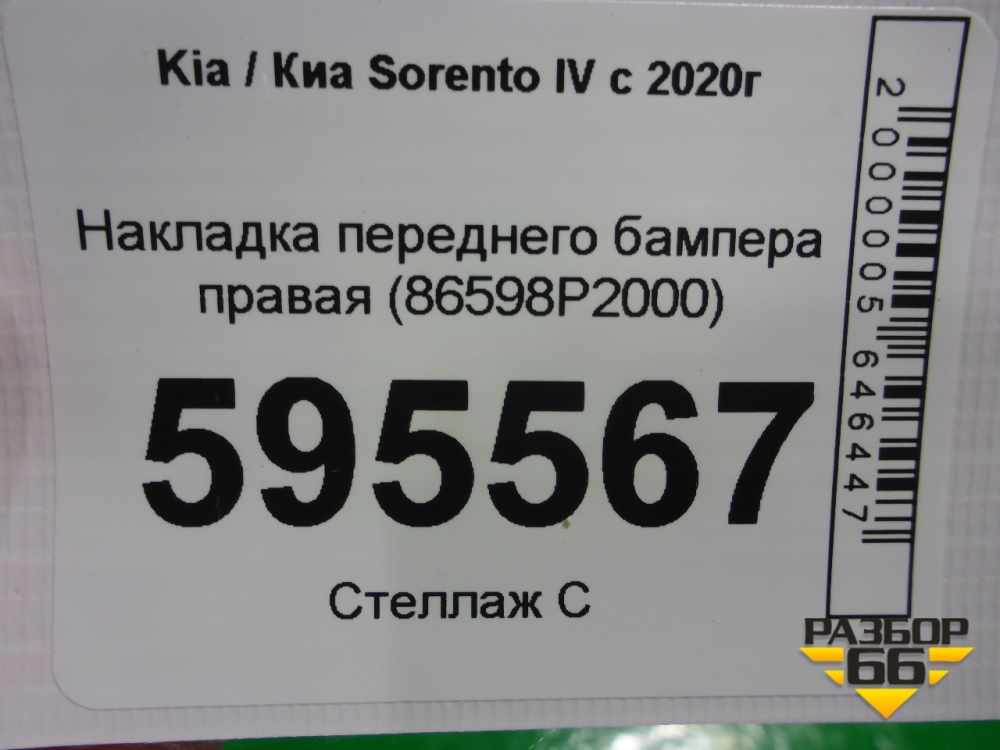 Kia / Киа Sorento IV с 2020г
Накладка переднего бампера
правая (86598P2000)
595567
Стеллаж С
2000005646447
РАЗБОР
66